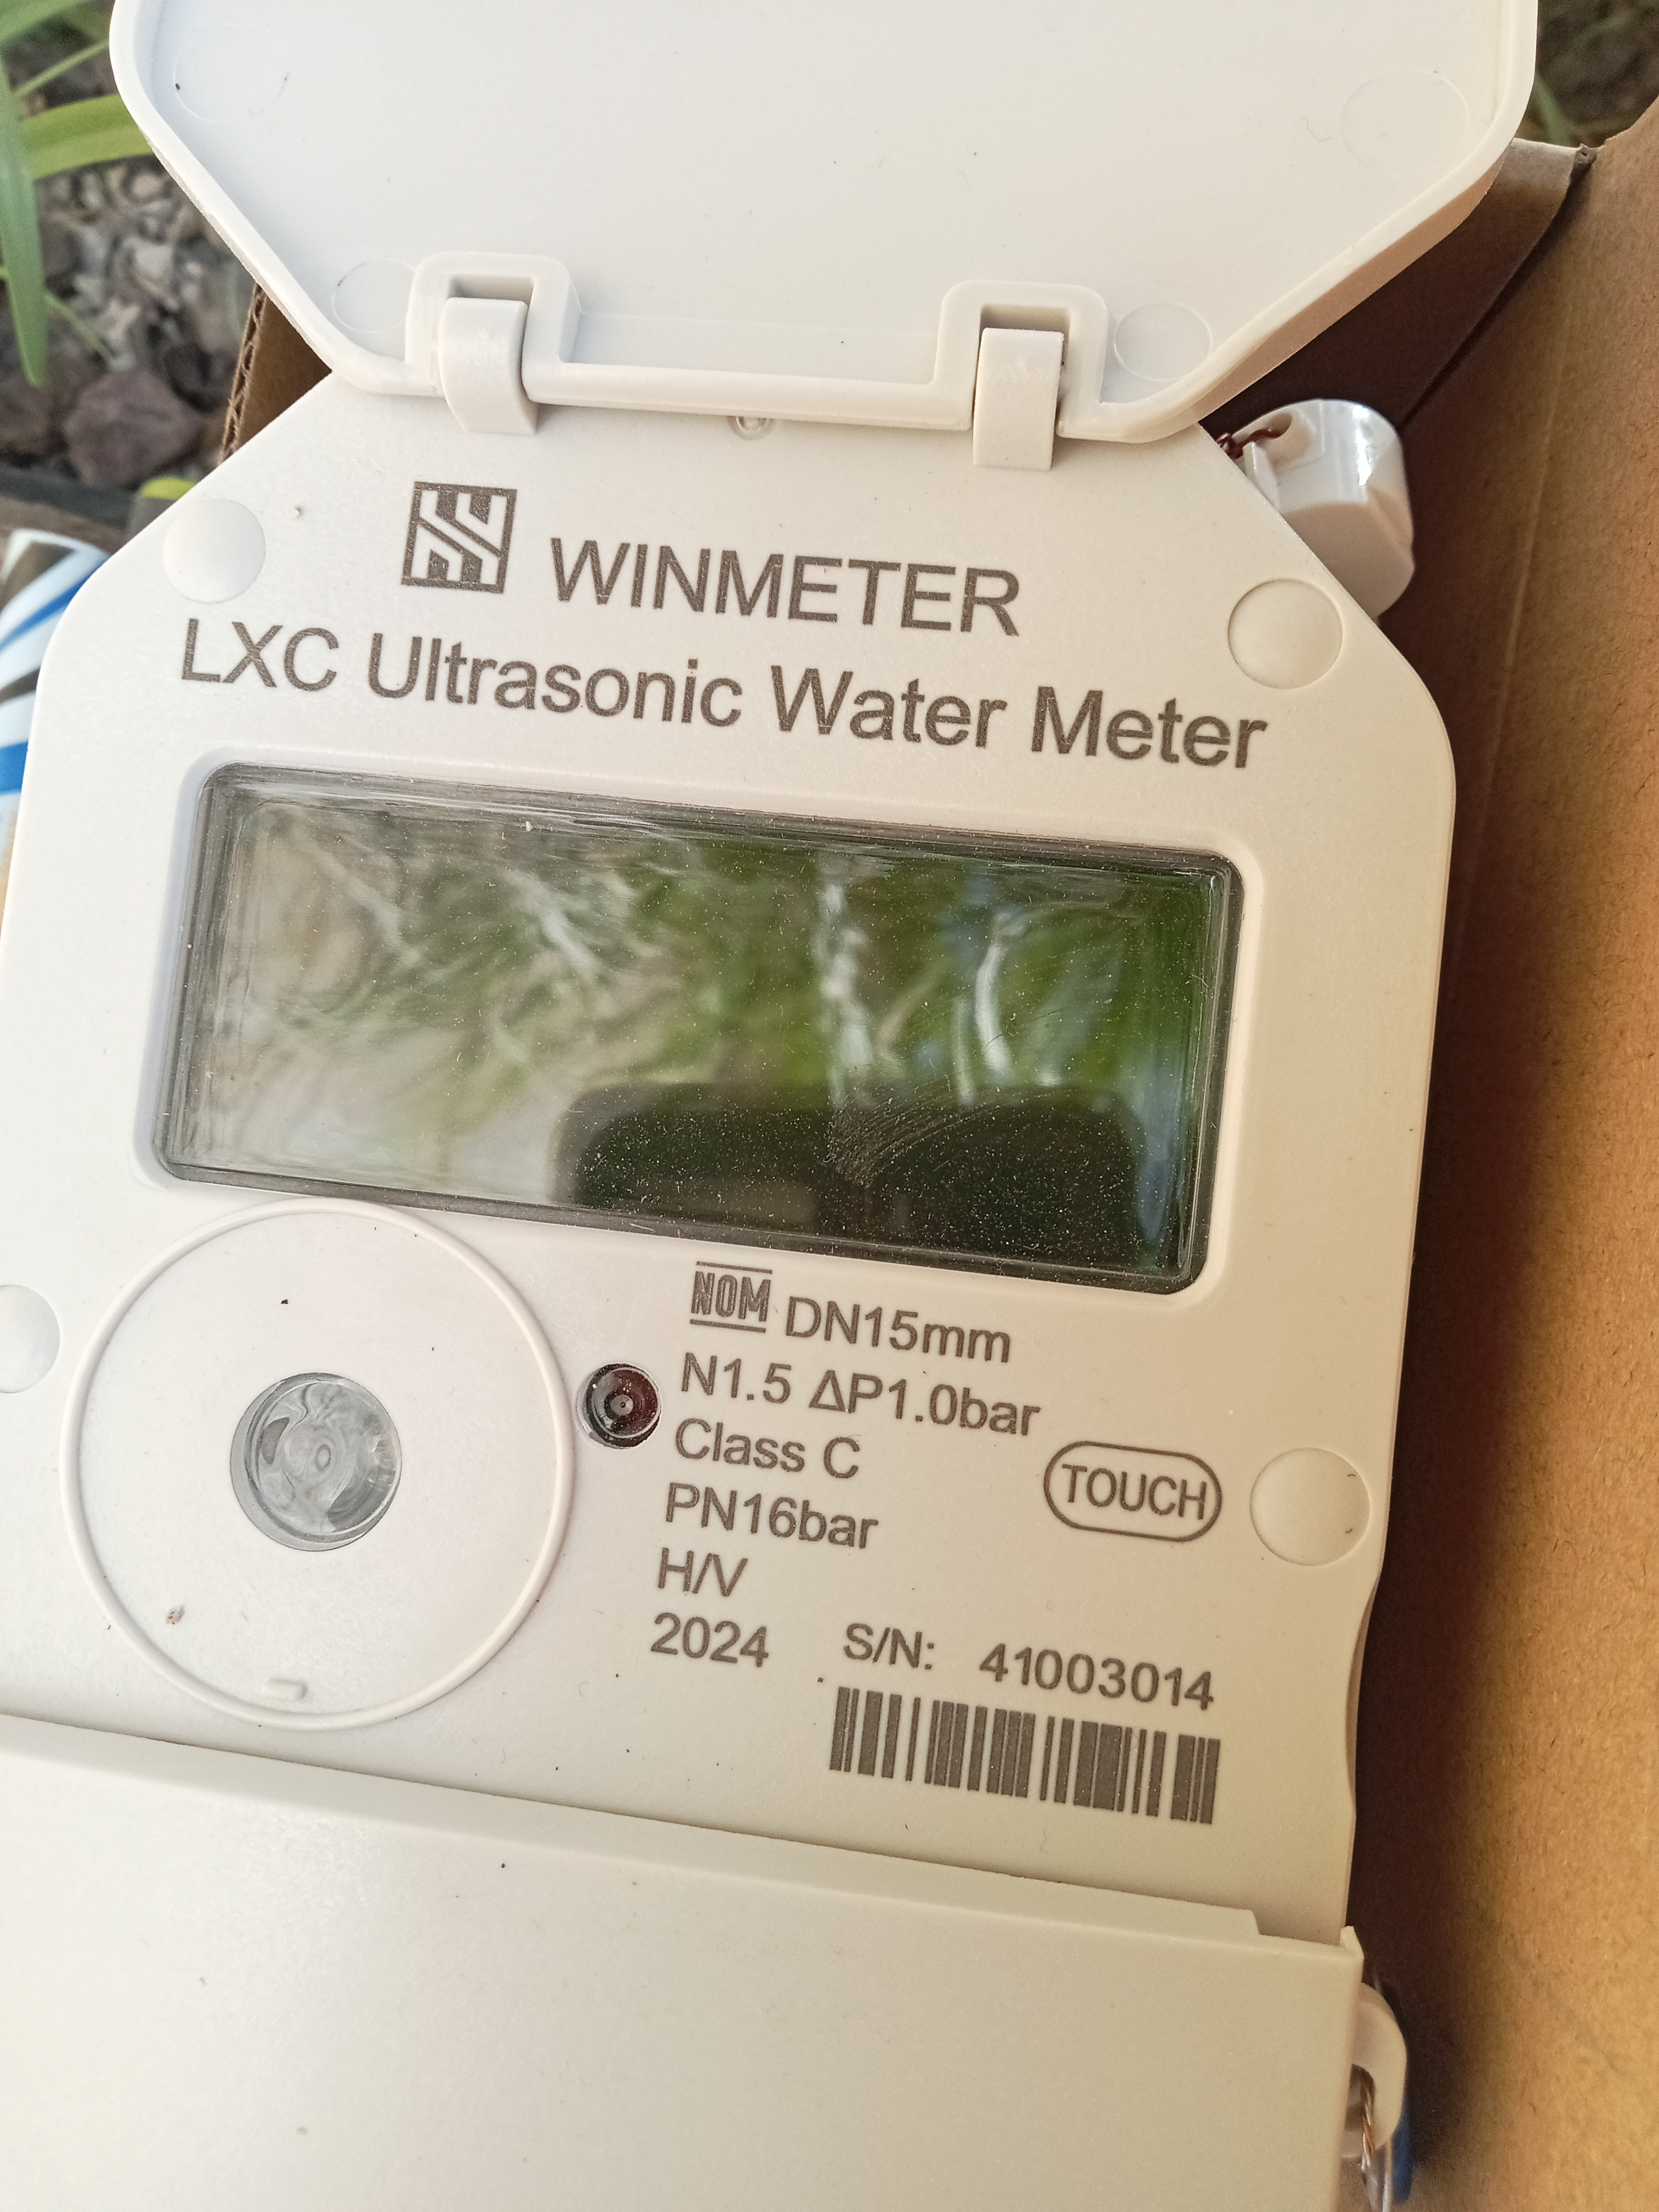 WINMETER
LXC Ultrasonic Water Meter
NOM DN15mm
N1.5 ΔP1.0bar
Class C
PN16bar
TOUCH
H/V
2024 S/N: 41003014